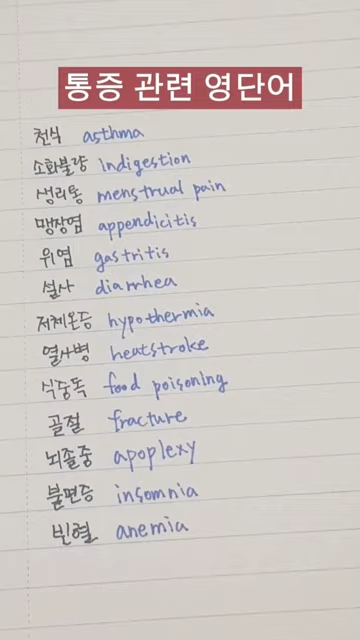 통증 관련 영단어
천식 asthma
소화불량 indigestion
생리통 menstrual pain
맹장염 appendicitis
위염 gastritis
설사 diarrhea
저체온증 hypothermia
열사병 heatstroke
식중독 food poisoning
골절 fracture
뇌졸중 apoplexy
불면증 insomnia
빈혈 anemia